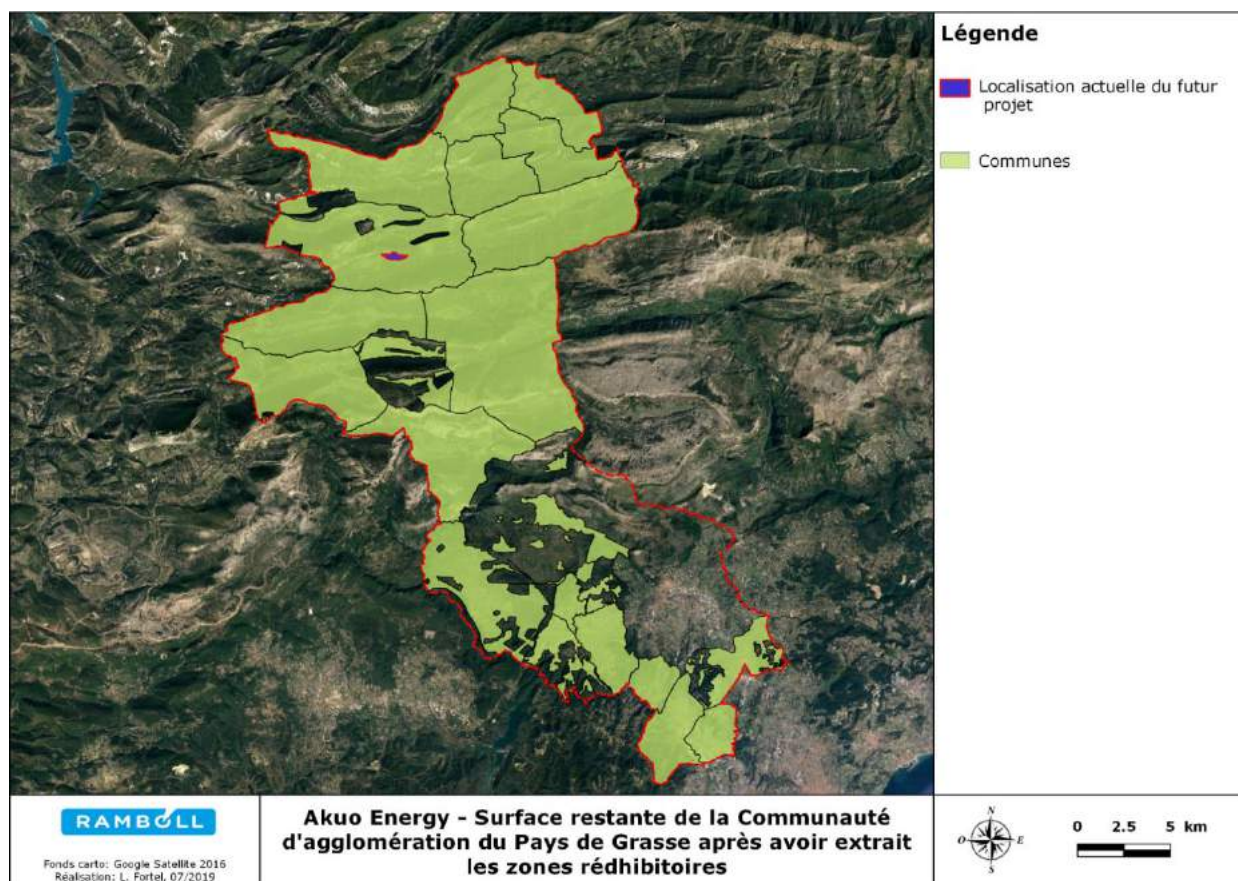 Légende
Localisation actuelle du futur
projet
Communes
RAMBOLL
Fonds carto: Google Satellite 2016
Réalisation: L. Fortel, 07/2019
Akuo Energy - Surface restante de la Communauté
d'agglomération du Pays de Grasse après avoir extrait
les zones rédhibitoires
N
O
E
S
0 2.5 5 km